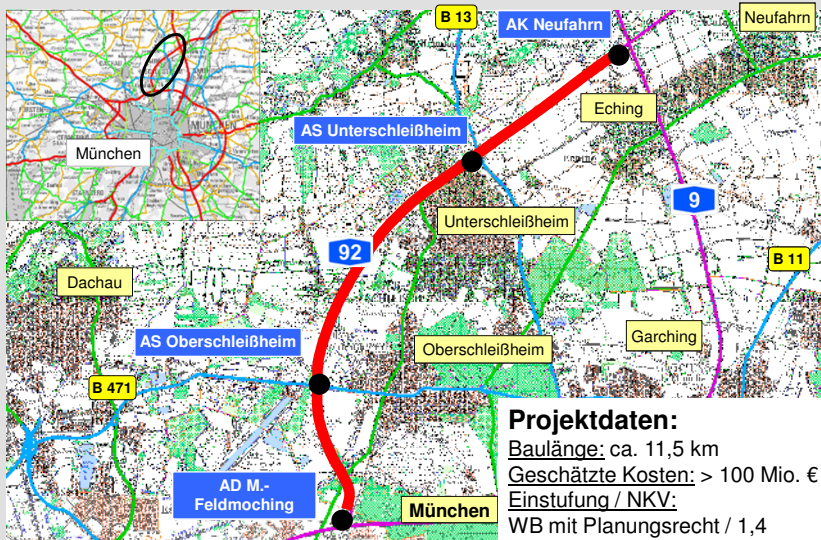 B 13
AK Neufahrn
Neufahrn
Eching
AS Unterschleißheim
München
MÜNCHEN
9
Unterschleißheim
92
B 11
Dachau
AS Oberschleißheim
Oberschleißheim
Garching
B 471
AD M.-
Feldmoching
München
Projektdaten:
Baulänge: ca. 11,5 km
Geschätzte Kosten: > 100 Mio. €
Einstufung / NKV:
WB mit Planungsrecht / 1,4